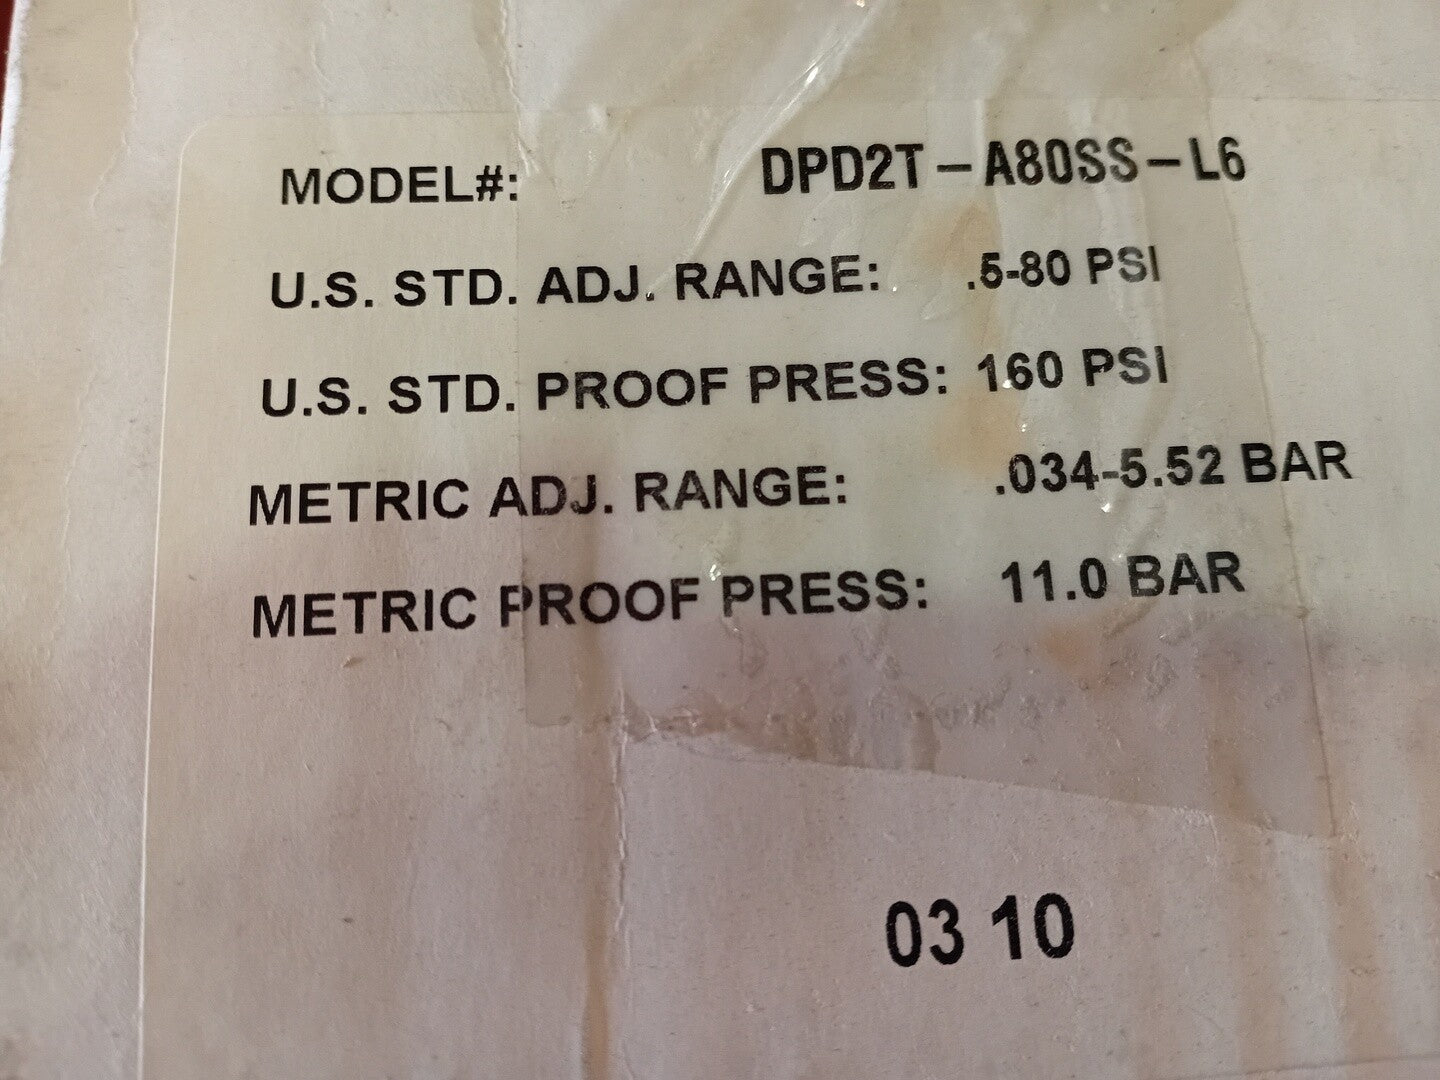 MODEL#: DPD2T-A80SS-L6
U.S. STD. ADJ. RANGE: .5-80 PSI
U.S. STD. PROOF PRESS: 160 PSI
METRIC ADJ. RANGE: .034-5.52 BAR
METRIC PROOF PRESS: 11.0 BAR
03 10